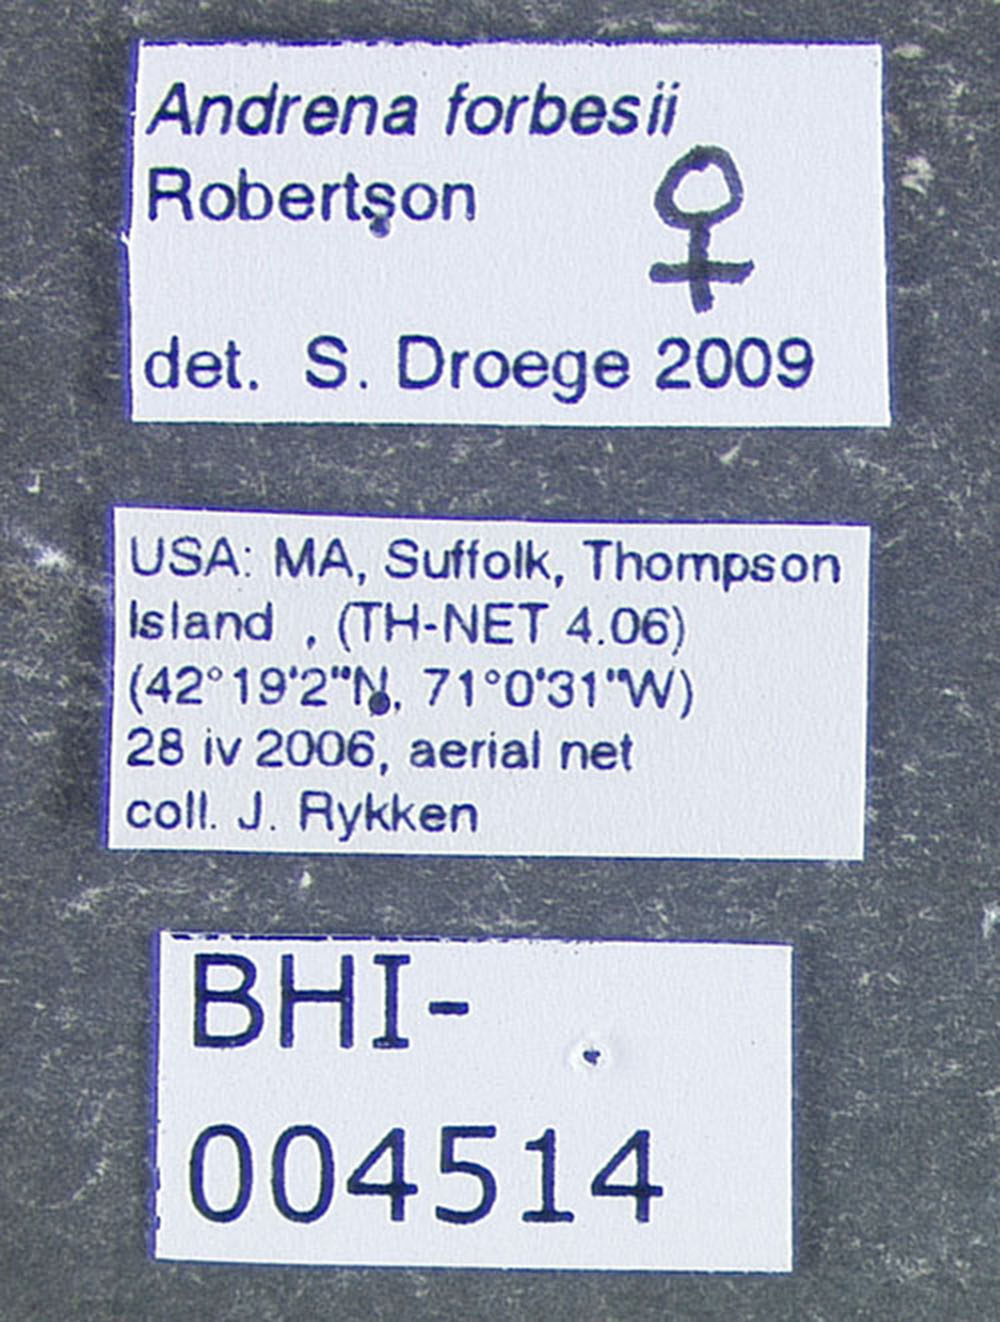 Andrena forbesii
Robertson ♀
det. S. Droege 2009
USA: MA, Suffolk, Thompson
Island , (TH-NET 4.06)
(42°19'2"N, 71°0'31"W)
28 iv 2006, aerial net
coll. J. Rykken
BHI-
004514